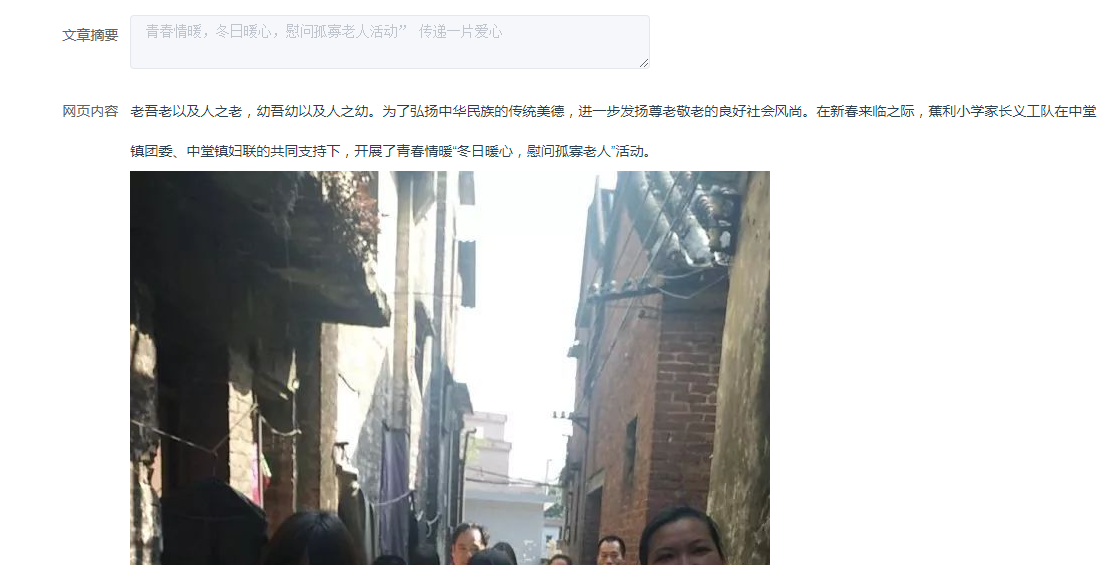 文章摘要
青春情暖，冬日暖心，慰问孤寡老人活动” 传递一片爱心
网页内容
老吾老以及人之老，幼吾幼以及人之幼。为了弘扬中华民族的传统美德，进一步发扬尊老敬老的良好社会风尚。在新春来临之际，蕉利小学家长义工队在中堂
镇团委、中堂镇妇联的共同支持下，开展了青春情暖“冬日暖心，慰问孤寡老人”活动。